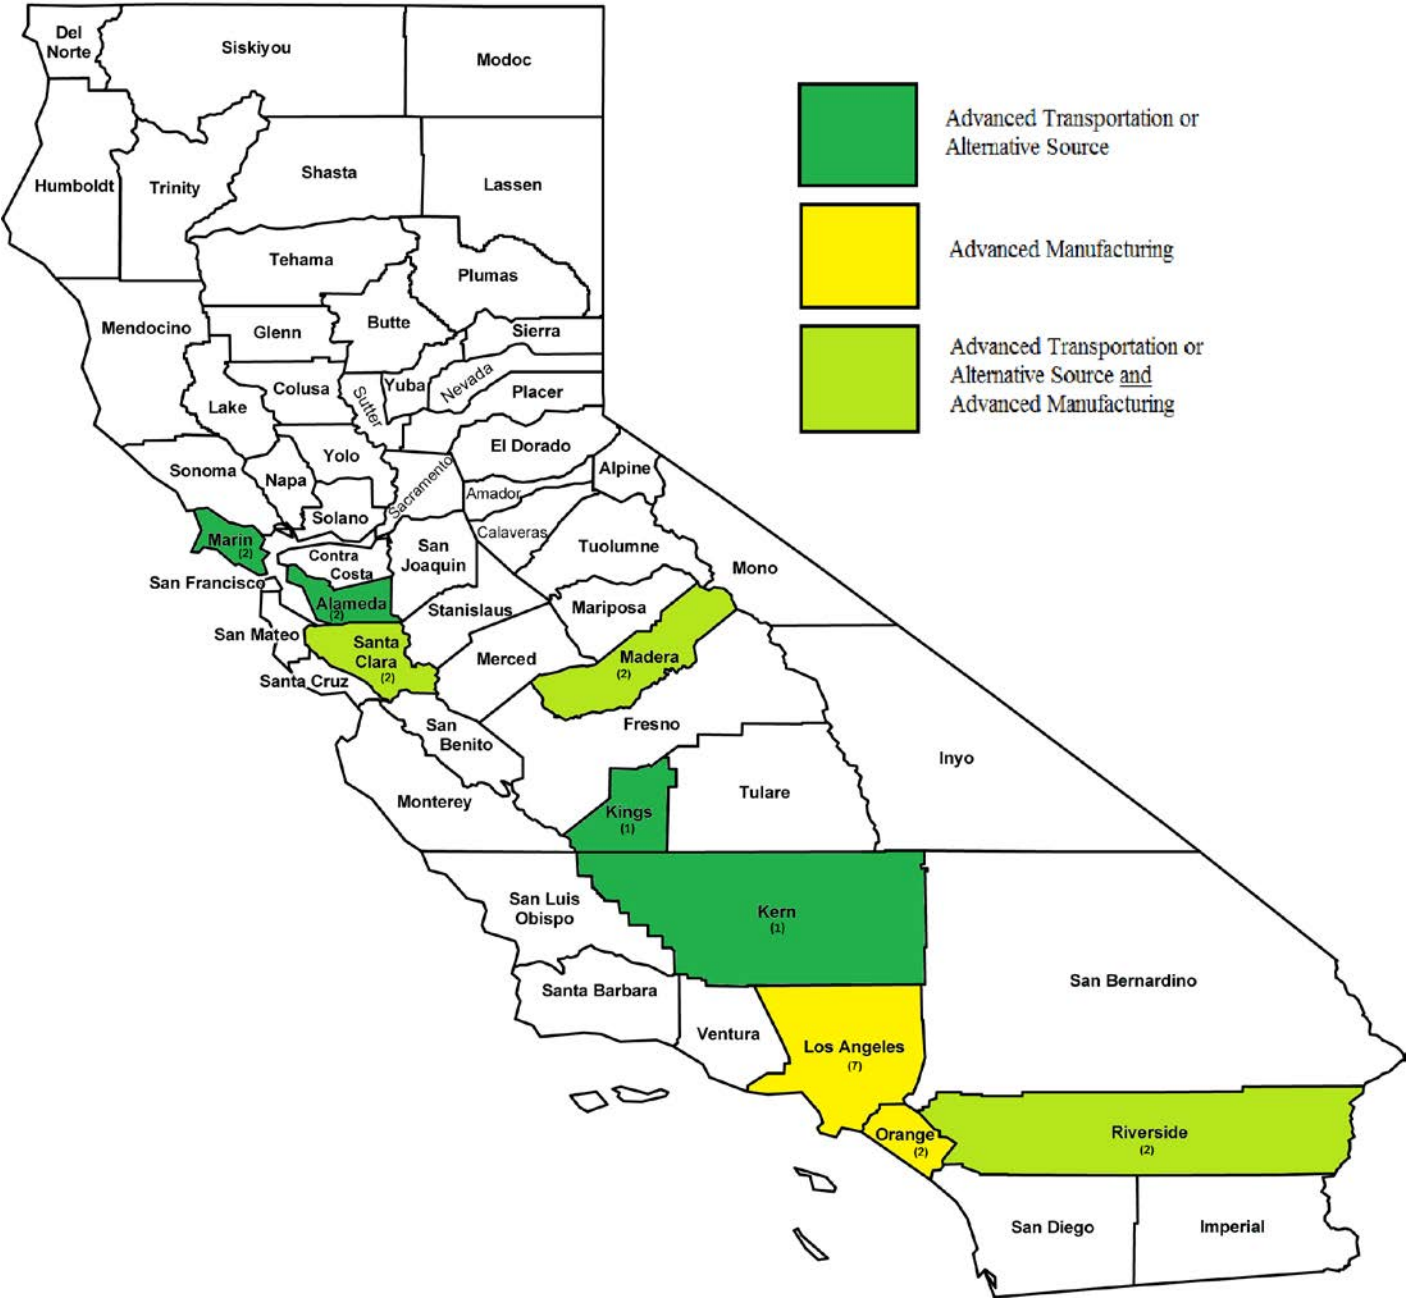 Del
Norte
Siskiyou
Modoc
Humboldt
Trinity
Shasta
Lassen
Tehama
Plumas
Mendocino
Glenn
Butte
Sierra
Lake
Colusa
Sutter
Yuba
Nevada
Placer
Sonoma
Napa
Yolo
Sacramento
El Dorado
Alpine
Amador
Solano
Calaveras
Marin
(2)
Contra
Costa
San
Joaquin
Tuolumne
Mono
San Francisco
Alameda
(2)
Stanislaus
Mariposa
San Mateo
Santa
Clara
(2)
Merced
Madera
(2)
Santa Cruz
San
Benito
Fresno
Monterey
Kings
(1)
Tulare
Inyo
San Luis
Obispo
Kern
(1)
Santa Barbara
Ventura
Los Angeles
(7)
San Bernardino
Orange
(2)
Riverside
(2)
San Diego
Imperial
Advanced Transportation or
Alternative Source
Advanced Manufacturing
Advanced Transportation or
Alternative Source and
Advanced Manufacturing